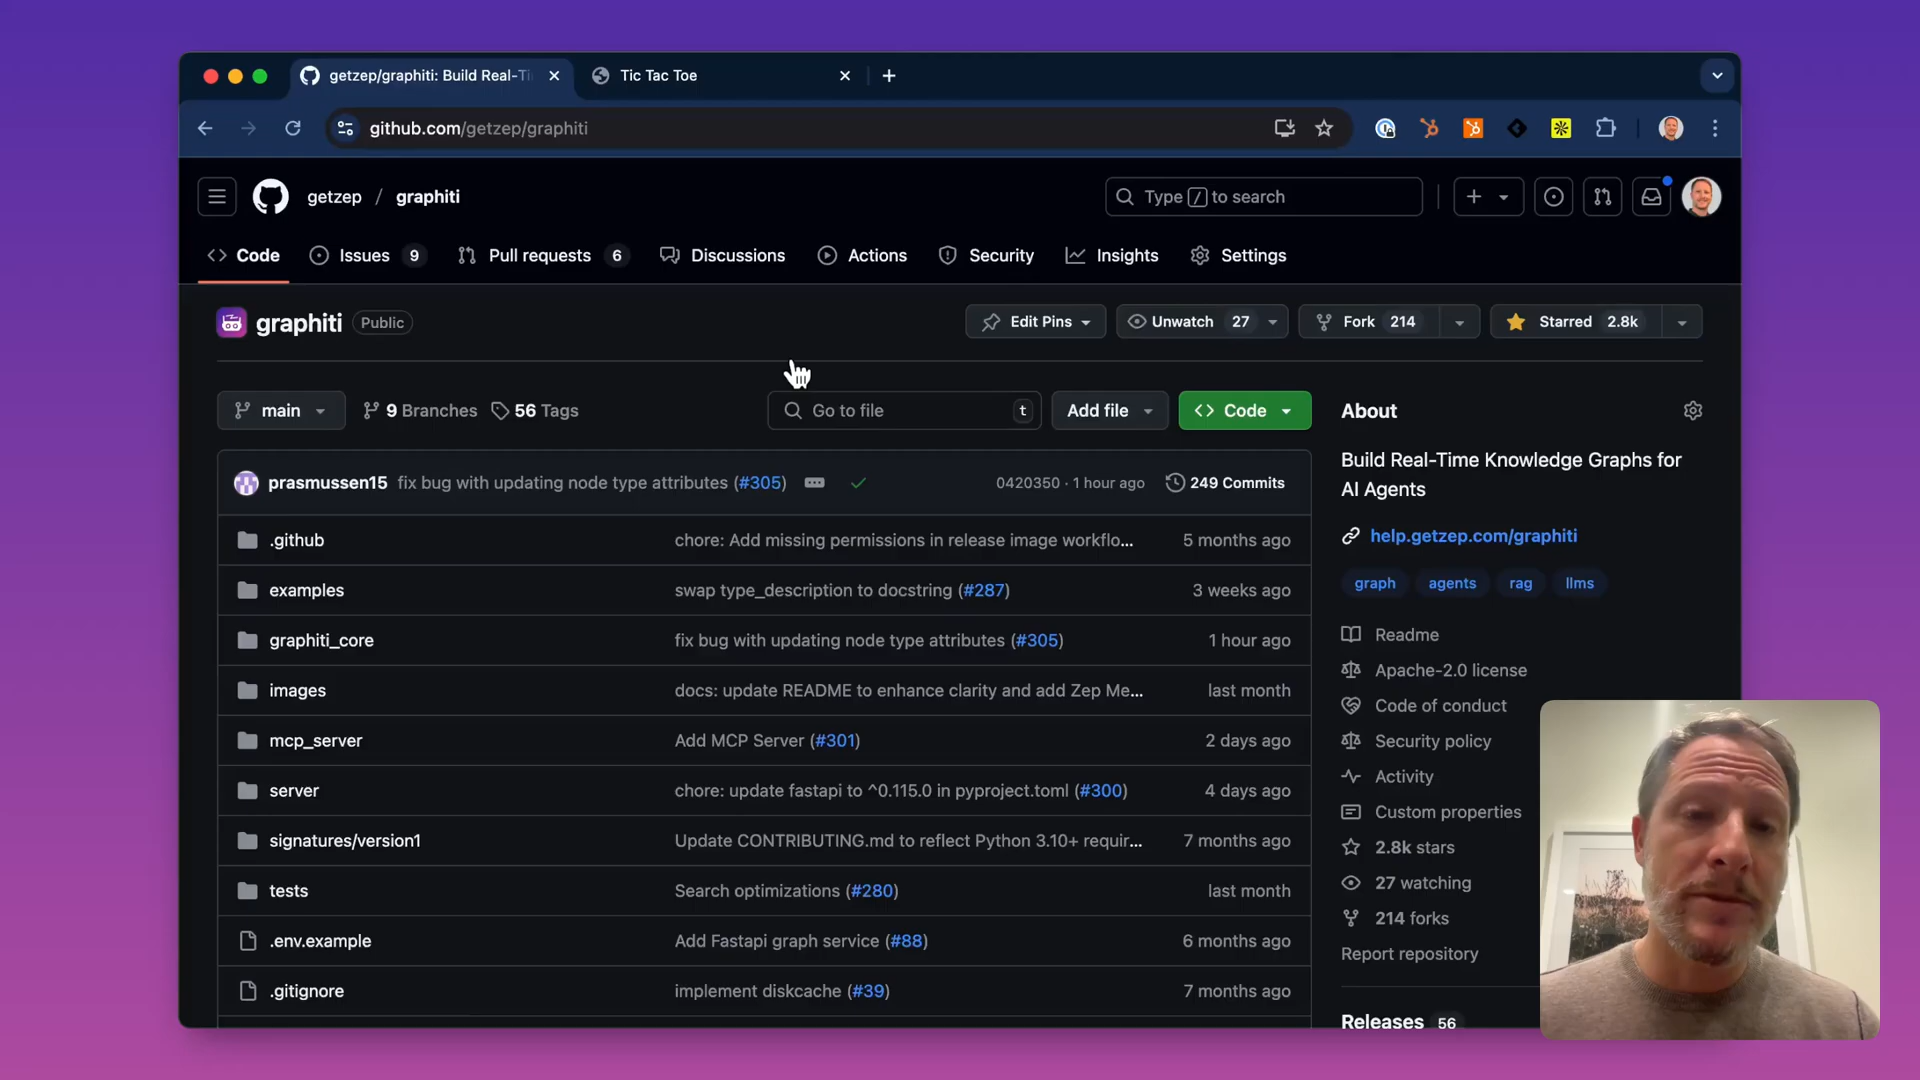 getzep/graphiti: Build Real-Ti
Tic Tac Toe
github.com/getzep/graphiti
getzep / graphiti
Type / to search
Code
Issues 9
Pull requests 6
Discussions
Actions
Security
Insights
Settings
graphiti Public
Edit Pins
Unwatch 27
Fork 214
Starred 2.8k
main
9 Branches
56 Tags
Go to file t
Add file
Code
prasmussen15 fix bug with updating node type attributes (#305) 0420350 · 1 hour ago 249 Commits
.github chore: Add missing permissions in release image workflo... 5 months ago
examples swap type_description to docstring (#287) 3 weeks ago
graphiti_core fix bug with updating node type attributes (#305) 1 hour ago
images docs: update README to enhance clarity and add Zep Me... last month
mcp_server Add MCP Server (#301) 2 days ago
server chore: update fastapi to ^0.115.0 in pyproject.toml (#300) 4 days ago
signatures/version1 Update CONTRIBUTING.md to reflect Python 3.10+ requir... 7 months ago
tests Search optimizations (#280) last month
.env.example Add Fastapi graph service (#88) 6 months ago
.gitignore implement diskcache (#39) 7 months ago
About
Build Real-Time Knowledge Graphs for
AI Agents
help.getzep.com/graphiti
graph agents rag llms
Readme
Apache-2.0 license
Code of conduct
Security policy
Activity
Custom properties
2.8k stars
27 watching
214 forks
Report repository
Releases 56